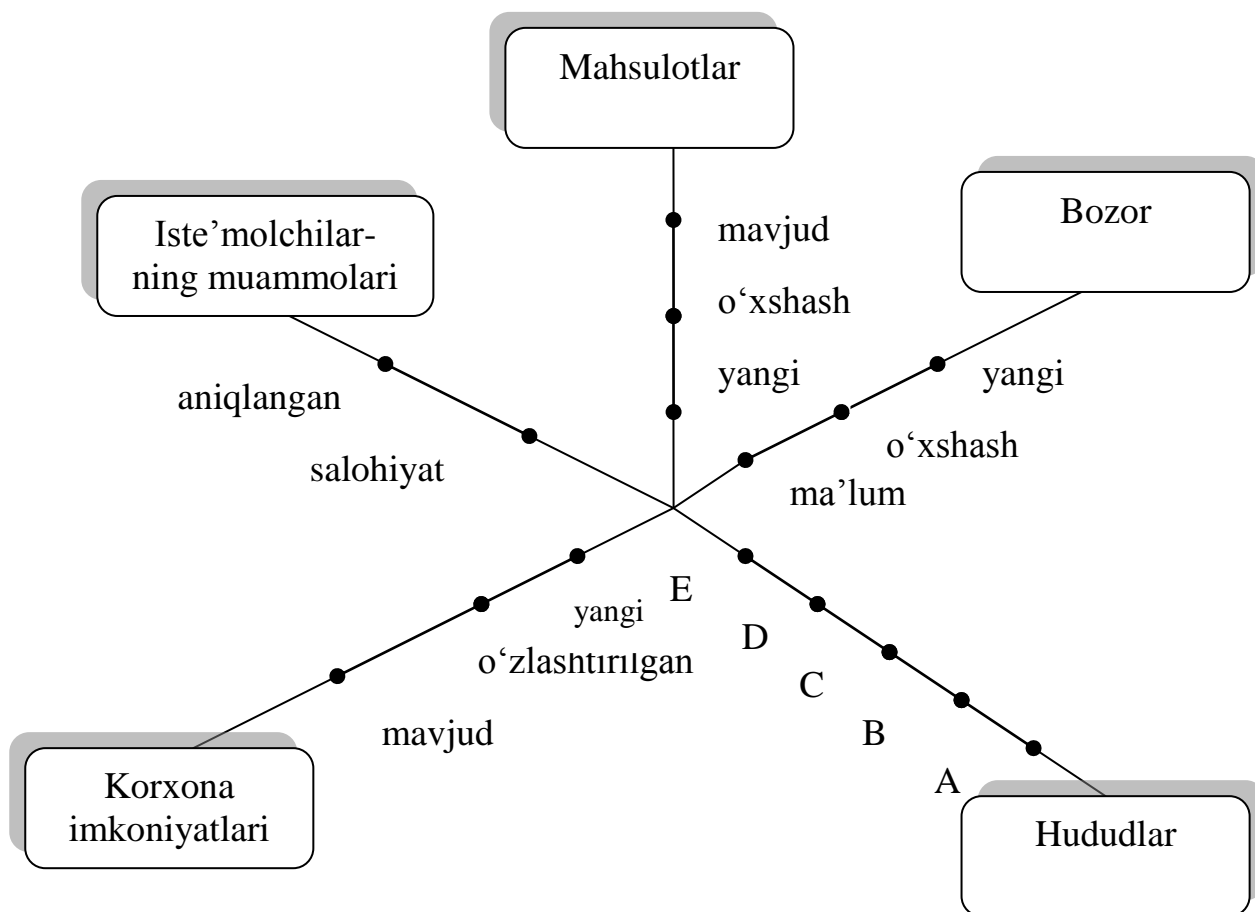 Mahsulotlar
Bozor
Iste’molchilar-
ning muammolari
mavjud
o‘xshash
yangi
yangi
o‘xshash
ma’lum
aniqlangan
salohiyat
yangi
o‘zlashtirilgan
mavjud
E
D
C
B
A
Korxona
imkoniyatlari
Hududlar